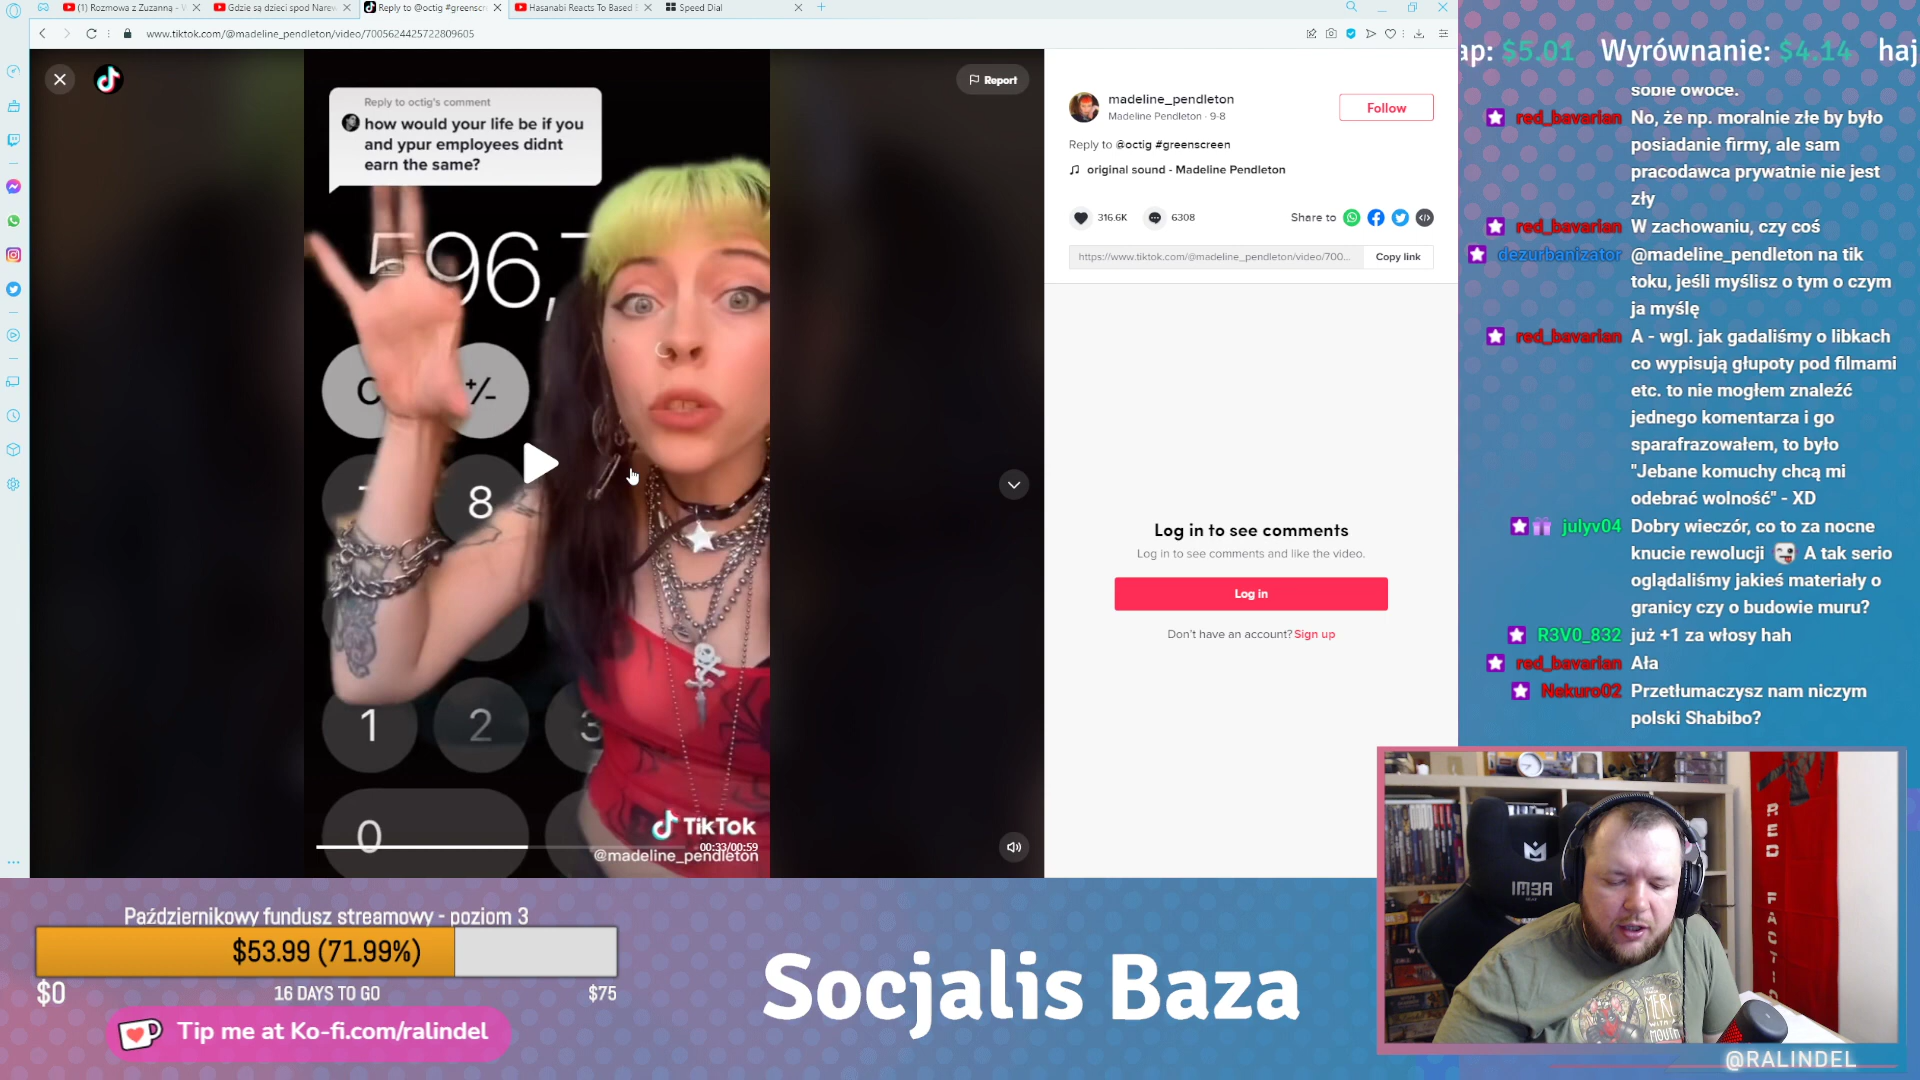 (1) Rozmowa z Zuzanną - W
Gdzie są dzieci spod Narew
Reply to @octig #greenscre
Hasanabi Reacts To Based
Speed Dial
www.tiktok.com/@madeline_pendleton/video/7005624425722809605
Report
Reply to octig's comment
how would your life be if you
and ypur employees didnt
earn the same?
596,
+/-
8
1
2
3
0
TikTok
00:33/00:59
@madeline_pendleton
madeline_pendleton
Madeline Pendleton · 9-8
Follow
Reply to @octig #greenscreen
original sound - Madeline Pendleton
316.6K
6308
Share to
https://www.tiktok.com/@madeline_pendleton/video/700...
Copy link
Log in to see comments
Log in to see comments and like the video.
Log in
Don't have an account? Sign up
ap: $5.01 Wyrównanie: $4.14 haj
sobie owoce.
red_bavarian No, że np. moralnie złe by było
posiadanie firmy, ale sam
pracodawca prywatnie nie jest
zły
red_bavarian W zachowaniu, czy coś
dezurbanizator @madeline_pendleton na tik
toku, jeśli myślisz o tym o czym
ja myślę
red_bavarian A - wgl. jak gadaliśmy o libkach
co wypisują głupoty pod filmami
etc. to nie mogłem znaleźć
jednego komentarza i go
sparafrazowałem, to było
"Jebane komuchy chcą mi
odebrać wolność" - XD
julyv04 Dobry wieczór, co to za nocne
knucie rewolucji 😜 A tak serio
oglądaliśmy jakieś materiały o
granicy czy o budowie muru?
R3V0_832 już +1 za włosy hah
red_bavarian Ała
Nekuro02 Przetłumaczysz nam niczym
polski Shabibo?
IM3A
RED FACTIO
MERC
WITH A
MOUTH
@RALINDEL
Październikowy fundusz streamowy - poziom 3
$53.99 (71.99%)
$0
16 DAYS TO GO
$75
Tip me at Ko-fi.com/ralindel
Socjalis Baza